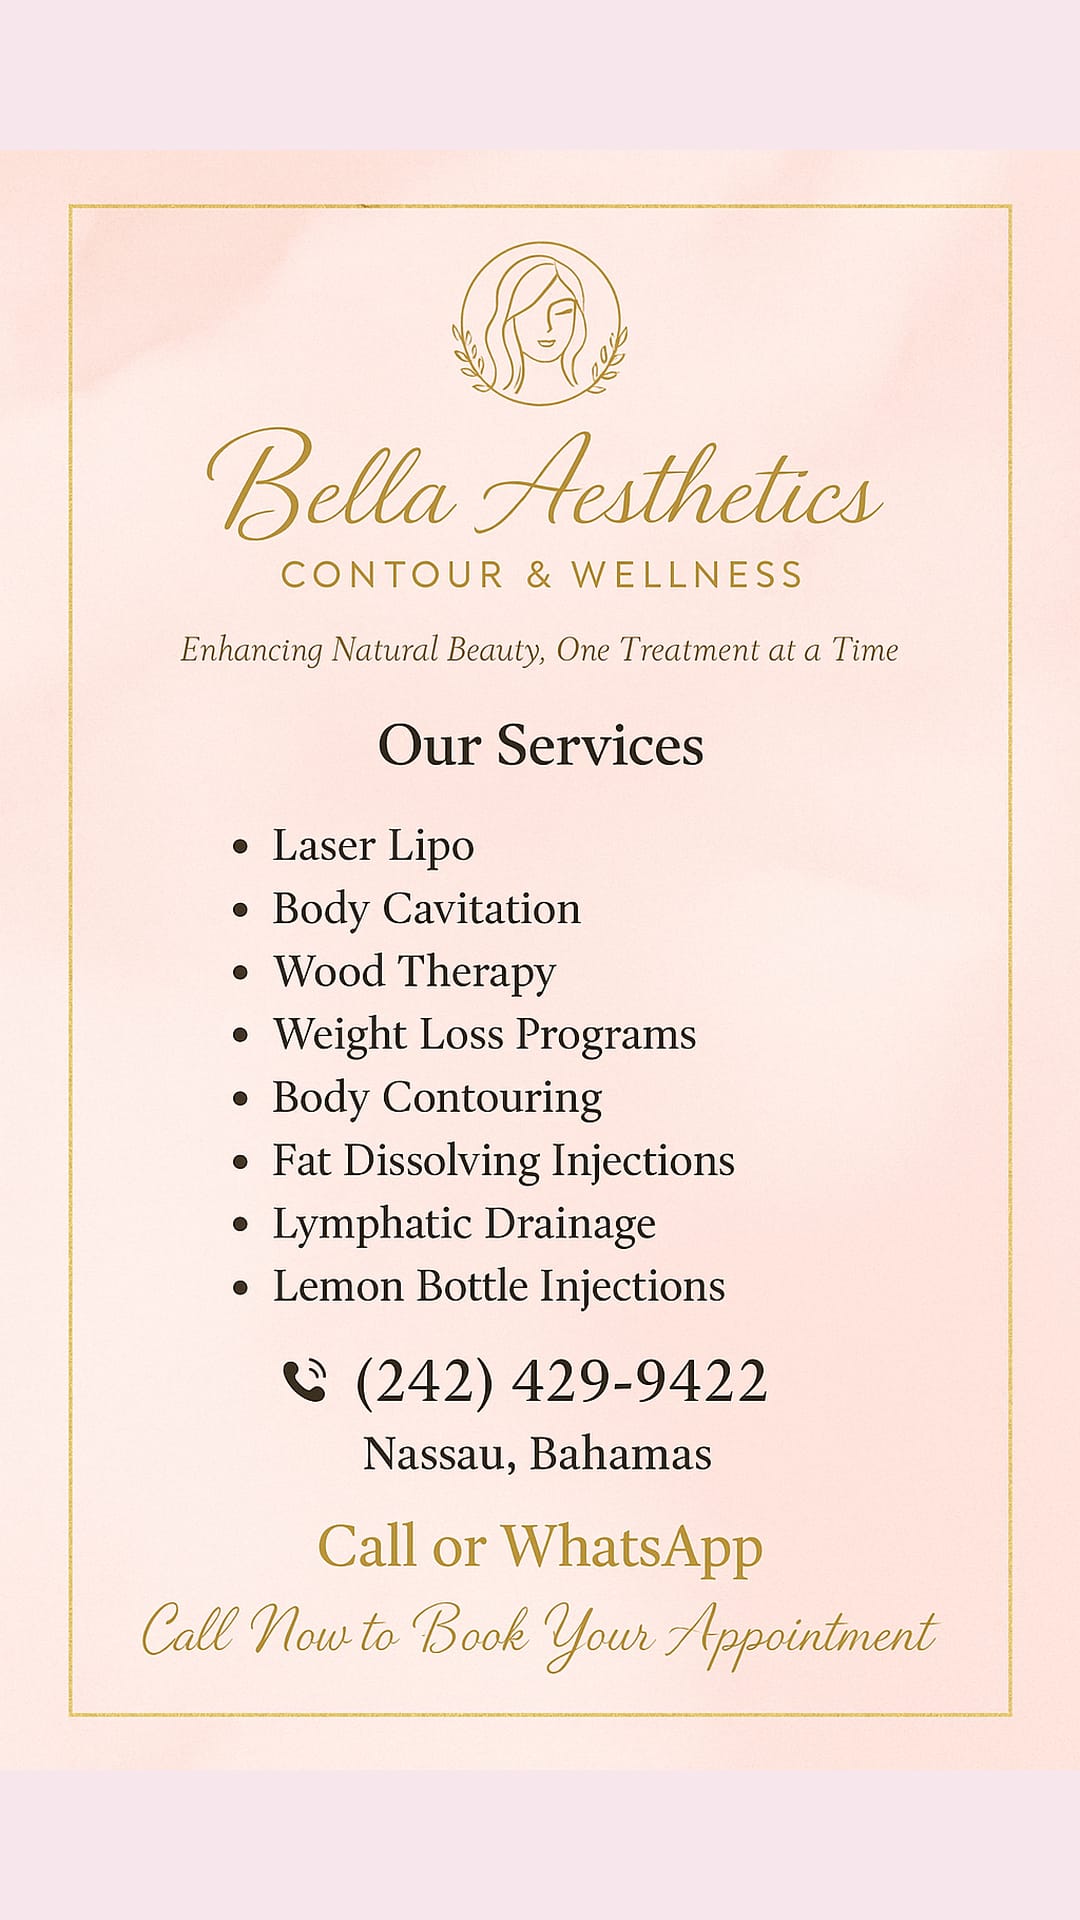 Bella Aesthetics
CONTOUR & WELLNESS
Enhancing Natural Beauty, One Treatment at a Time
Our Services
• Laser Lipo
• Body Cavitation
• Wood Therapy
• Weight Loss Programs
• Body Contouring
• Fat Dissolving Injections
• Lymphatic Drainage
• Lemon Bottle Injections
(242) 429-9422
Nassau, Bahamas
Call or WhatsApp
Call Now to Book Your Appointment